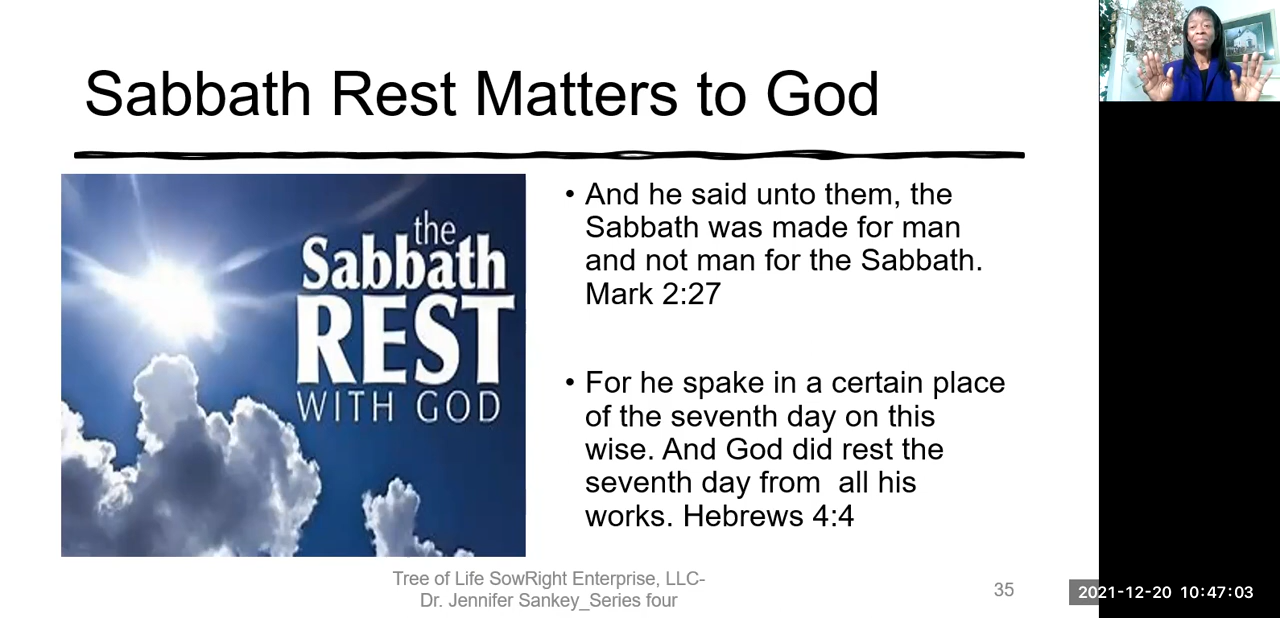 Sabbath Rest Matters to God
the
Sabbath
REST
WITH GOD
• And he said unto them, the
Sabbath was made for man
and not man for the Sabbath.
Mark 2:27
• For he spake in a certain place
of the seventh day on this
wise. And God did rest the
seventh day from  all his
works. Hebrews 4:4
Tree of Life SowRight Enterprise, LLC-
Dr. Jennifer Sankey_Series four
35
2021-12-20 10:47:03